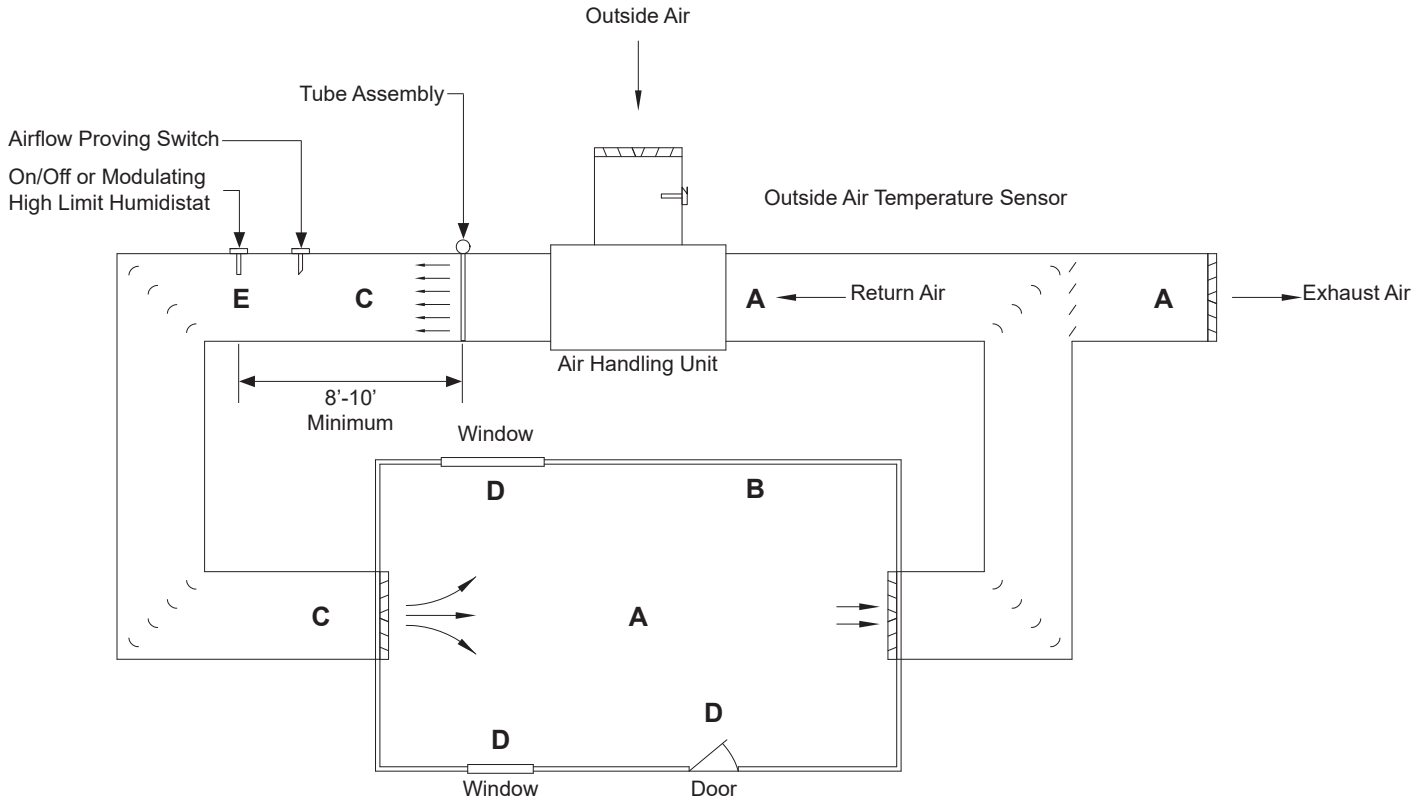 Outside Air
Tube Assembly
Airflow Proving Switch
On/Off or Modulating
High Limit Humidistat
Outside Air Temperature Sensor
E
C
A
Return Air
A
Exhaust Air
Air Handling Unit
8’-10’
Minimum
Window
D
B
C
A
D
D
Window
Door